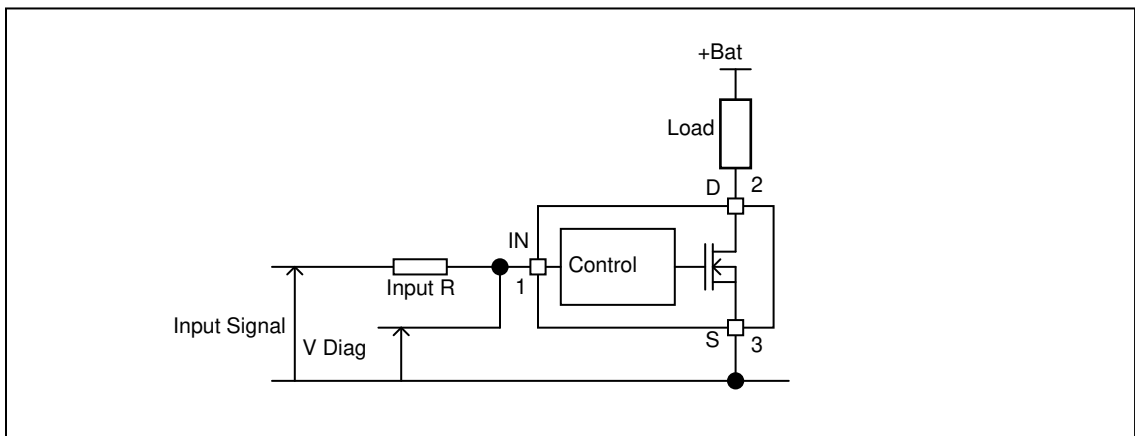 +Bat
Load
D 2
IN
Control
1
Input R
Input Signal
V Diag
S 3